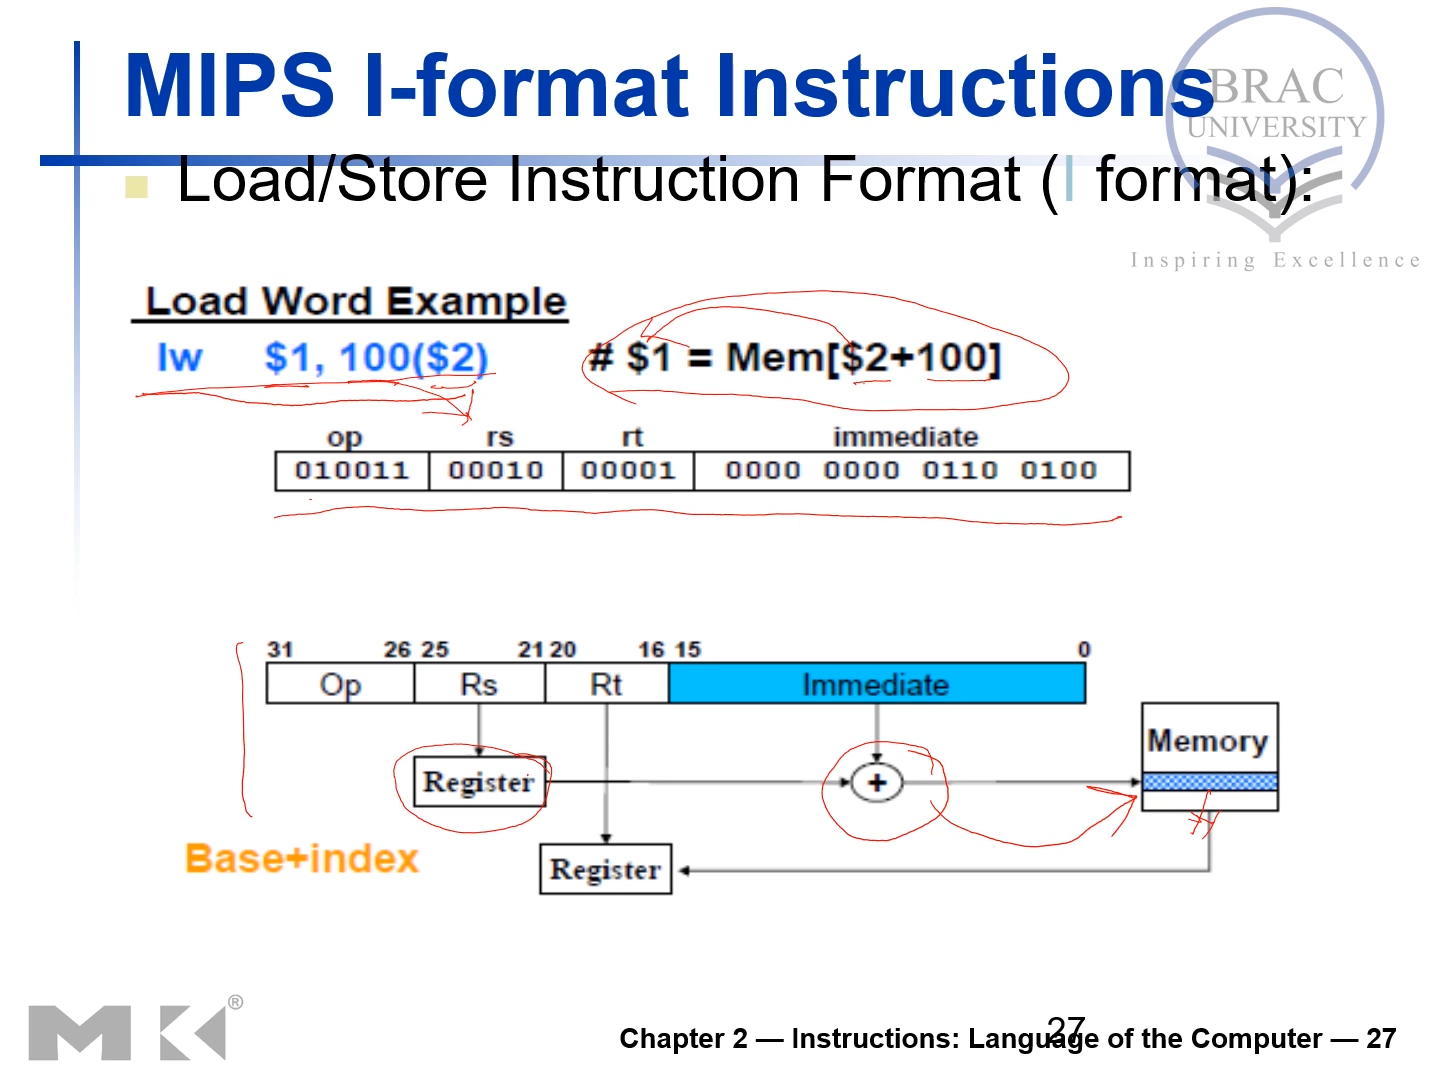 BRAC
UNIVERSITY
Inspiring Excellence
MIPS I-format Instructions
Load/Store Instruction Format (I format):
Load Word Example
lw $1, 100($2) # $1 = Mem[$2+100]
op rs rt immediate
010011 00010 00001 0000 0000 0110 0100
31 26 25 21 20 16 15 0
Op Rs Rt Immediate
Memory
Register +
Base+index
Register
MK®
27
Chapter 2 — Instructions: Language of the Computer — 27